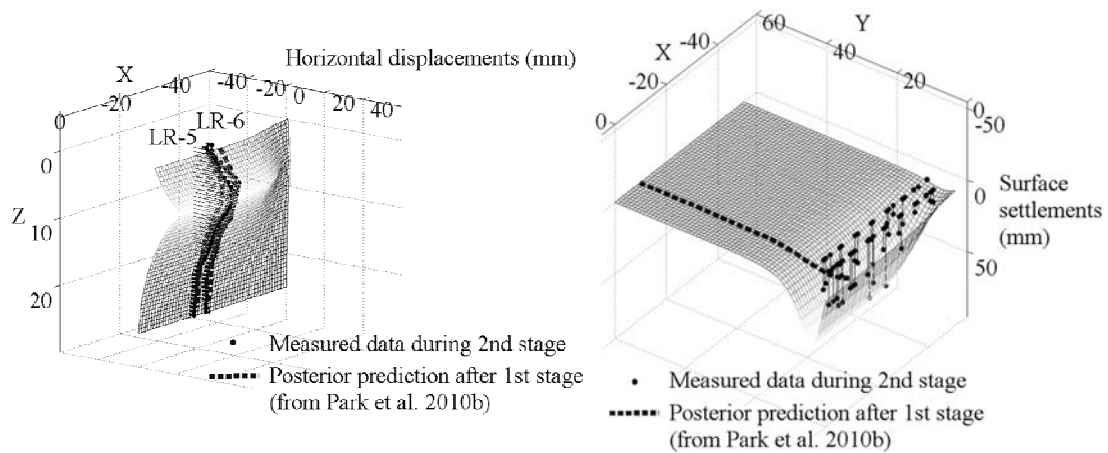 Horizontal displacements (mm)
X
-40
-40
-20
-20
0
0
20
40
LR-6
LR-5
0
Z
10
20
Measured data during 2nd stage
Posterior prediction after 1st stage
(from Park et al. 2010b)
60
Y
X
-40
40
-20
20
0
0
-50
0
Surface
settlements
(mm)
50
Measured data during 2nd stage
Posterior prediction after 1st stage
(from Park et al. 2010b)